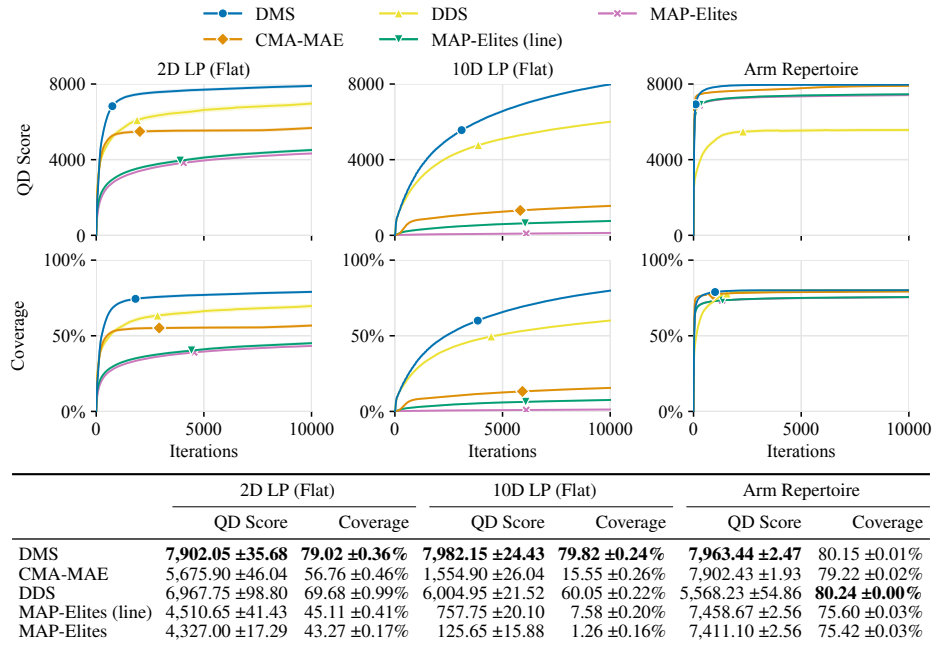 DMS DDS MAP-Elites
CMA-MAE MAP-Elites (line)
2D LP (Flat) 10D LP (Flat) Arm Repertoire
QD Score
8000 8000 8000
4000 4000 4000
0 0 0
Coverage
100% 100% 100%
50% 50% 50%
0% 0% 0%
0 5000 10000 0 5000 10000 0 5000 10000
Iterations Iterations Iterations
2D LP (Flat) 10D LP (Flat) Arm Repertoire
QD Score Coverage QD Score Coverage QD Score Coverage
DMS 7,902.05 ±35.68 79.02 ±0.36% 7,982.15 ±24.43 79.82 ±0.24% 7,963.44 ±2.47 80.15 ±0.01%
CMA-MAE 5,675.90 ±46.04 56.76 ±0.46% 1,554.90 ±26.04 15.55 ±0.26% 7,902.43 ±1.93 79.22 ±0.02%
DDS 6,967.75 ±98.80 69.68 ±0.99% 6,004.95 ±21.52 60.05 ±0.22% 5,568.23 ±54.86 80.24 ±0.00%
MAP-Elites (line) 4,510.65 ±41.43 45.11 ±0.41% 757.75 ±20.10 7.58 ±0.20% 7,458.67 ±2.56 75.60 ±0.03%
MAP-Elites 4,327.00 ±17.29 43.27 ±0.17% 125.65 ±15.88 1.26 ±0.16% 7,411.10 ±2.56 75.42 ±0.03%